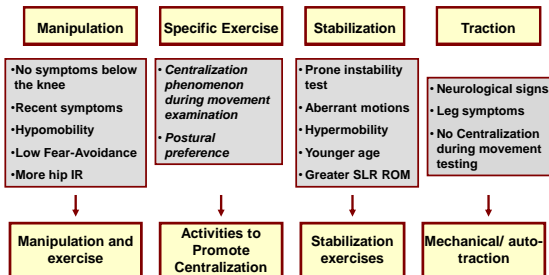 Manipulation
•No symptoms below
the knee
•Recent symptoms
•Hypomobility
•Low Fear-Avoidance
•More hip IR
Manipulation and
exercise
Specific Exercise
•Centralization
phenomenon
during movement
examination
•Postural
preference
Activities to
Promote
Centralization
Stabilization
•Prone instability
test
•Aberrant motions
•Hypermobility
•Younger age
•Greater SLR ROM
Stabilization
exercises
Traction
•Neurological signs
•Leg symptoms
•No Centralization
during movement
testing
Mechanical/ auto-
traction